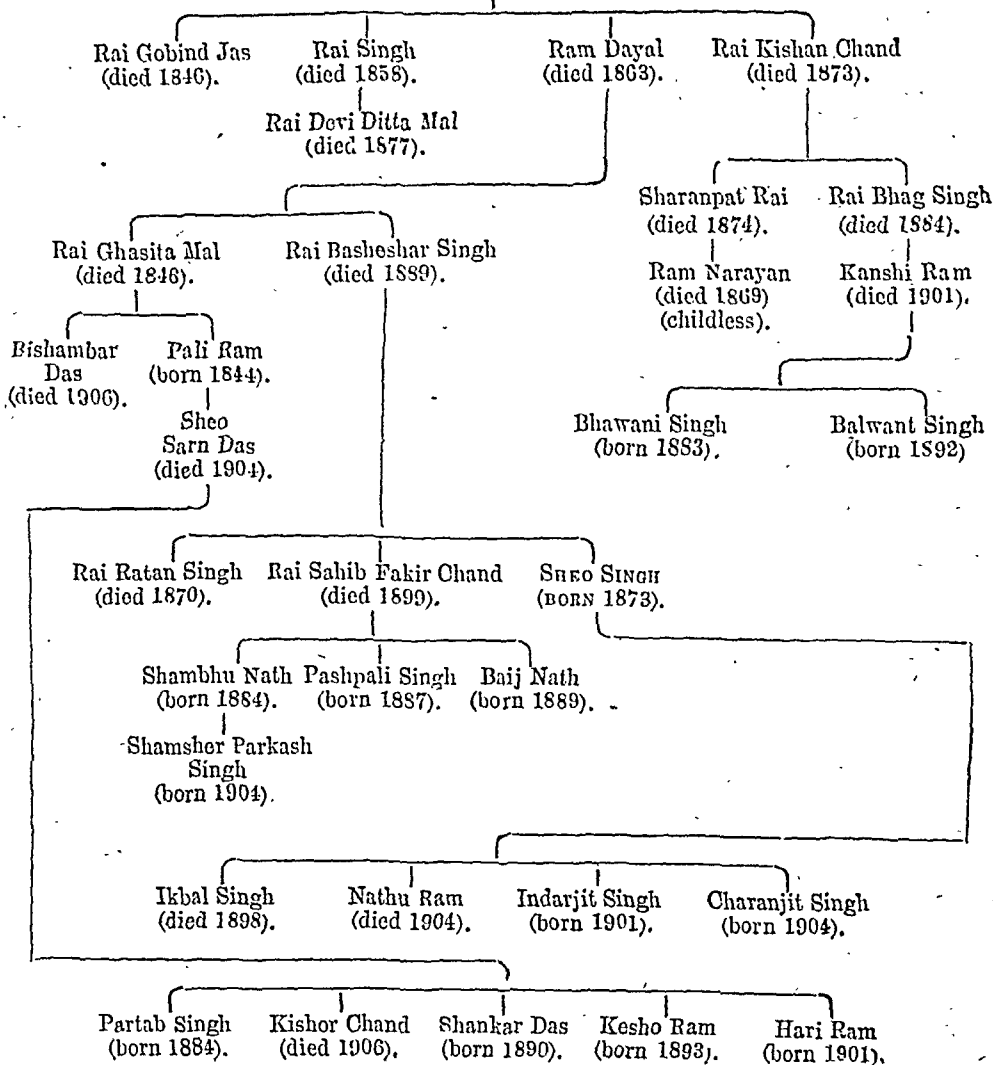 Rai Gobind Jas
(died 1846).
Rai Singh
(died 1858).
Ram Dayal
(died 1863).
Rai Kishan Chand
(died 1873).
Rai Devi Ditta Mal
(died 1877).
Sharanpat Rai
(died 1874).
Rai Bhag Singh
(died 1884).
Rai Ghasita Mal
(died 1846).
Rai Basheshar Singh
(died 1889).
Ram Narayan
(died 1869)
(childless).
Kanshi Ram
(died 1901).
Bishambar
Das
(died 1906).
Pali Ram
(born 1844).
Sheo
Sarn Das
(died 1904).
Bhawani Singh
(born 1883).
Balwant Singh
(born 1892)
Rai Ratan Singh
(died 1870).
Rai Sahib Fakir Chand
(died 1899).
SHEO SINGH
(BORN 1873).
Shambhu Nath
(born 1884).
Pashpali Singh
(born 1887).
Baij Nath
(born 1889).
Shamsher Parkash
Singh
(born 1904).
Ikbal Singh
(died 1898).
Nathu Ram
(died 1904).
Indarjit Singh
(born 1901).
Charanjit Singh
(born 1904).
Partab Singh
(born 1884).
Kishor Chand
(died 1906).
Shankar Das
(born 1890).
Kesho Ram
(born 1893).
Hari Ram
(born 1901).